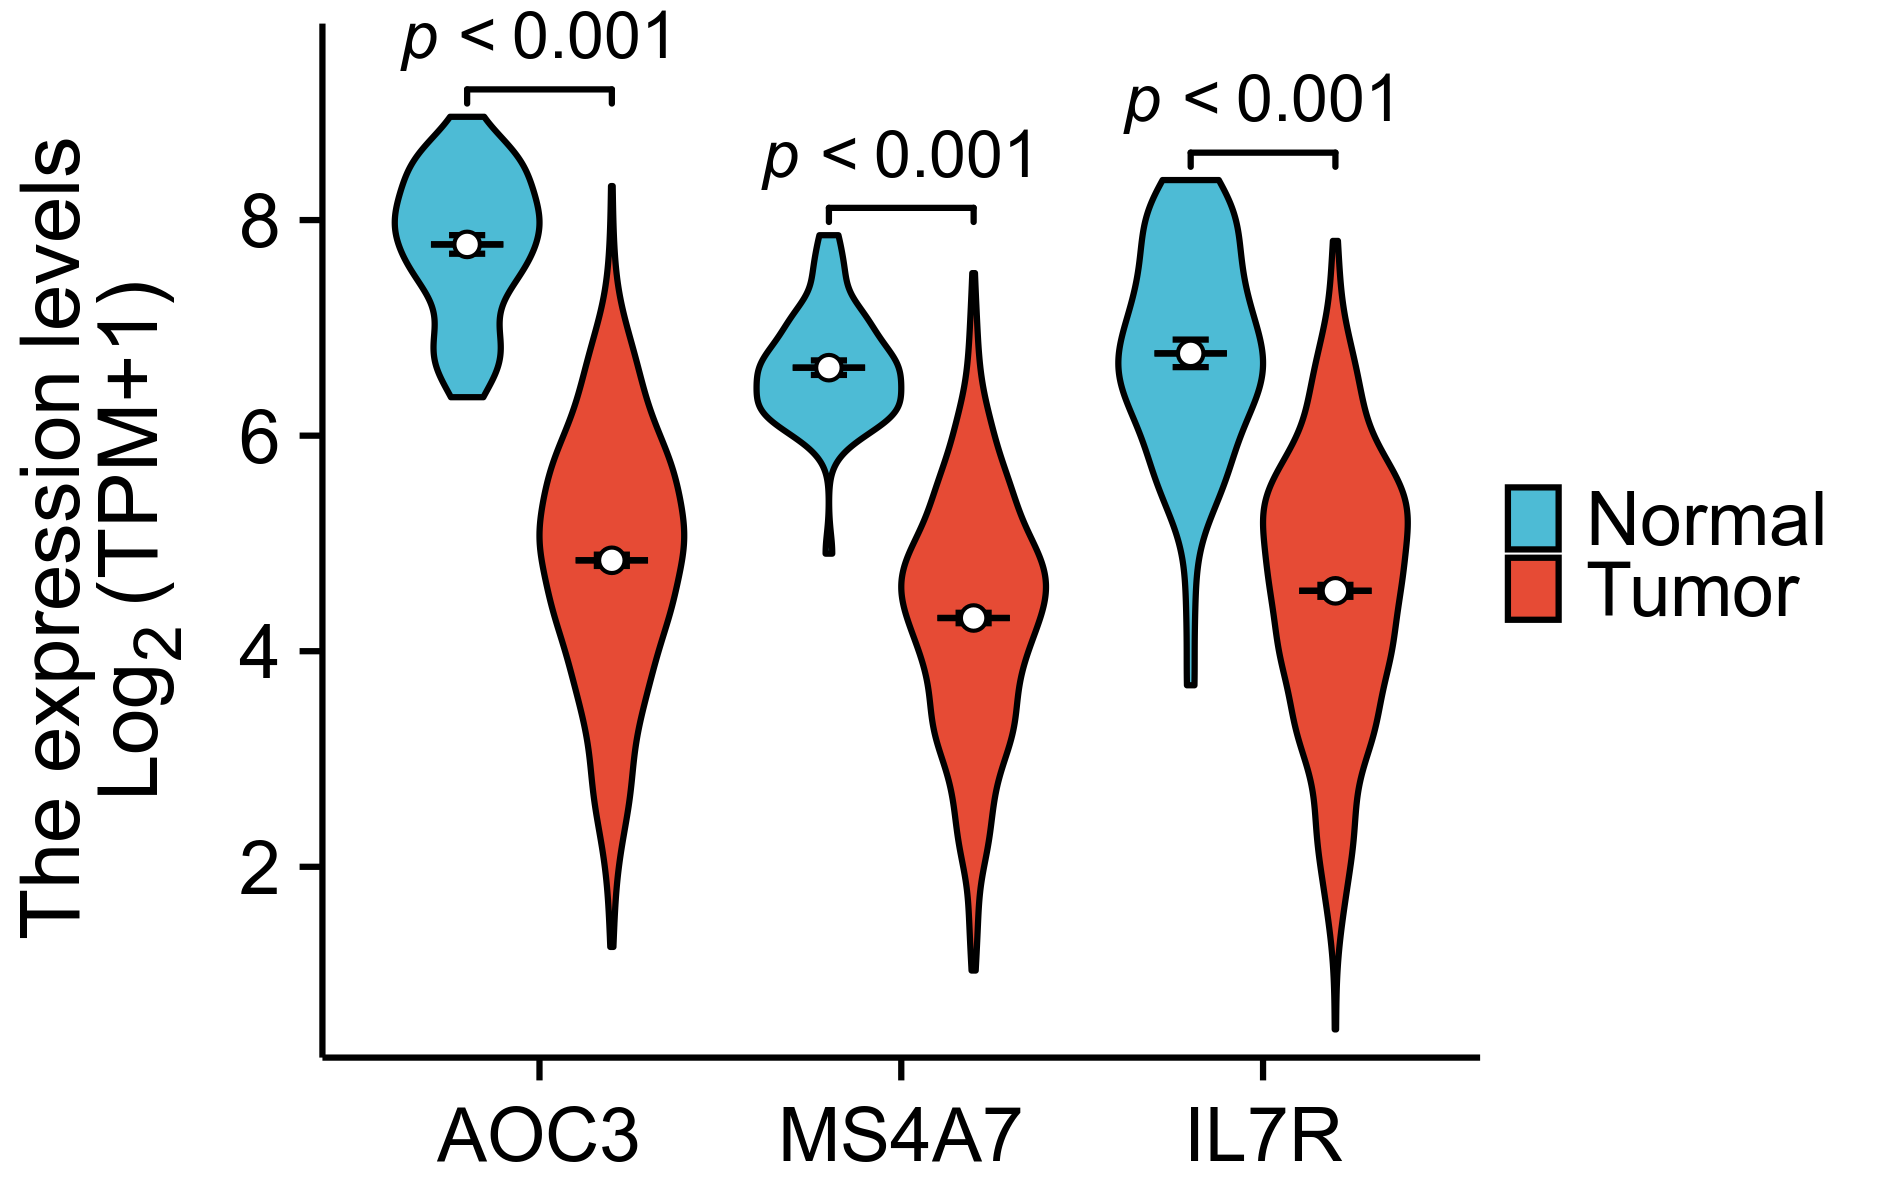 The expression levels
Log₂ (TPM+1)
p < 0.001
p < 0.001
p < 0.001
8
6
4
2
AOC3
MS4A7
IL7R
Normal
Tumor